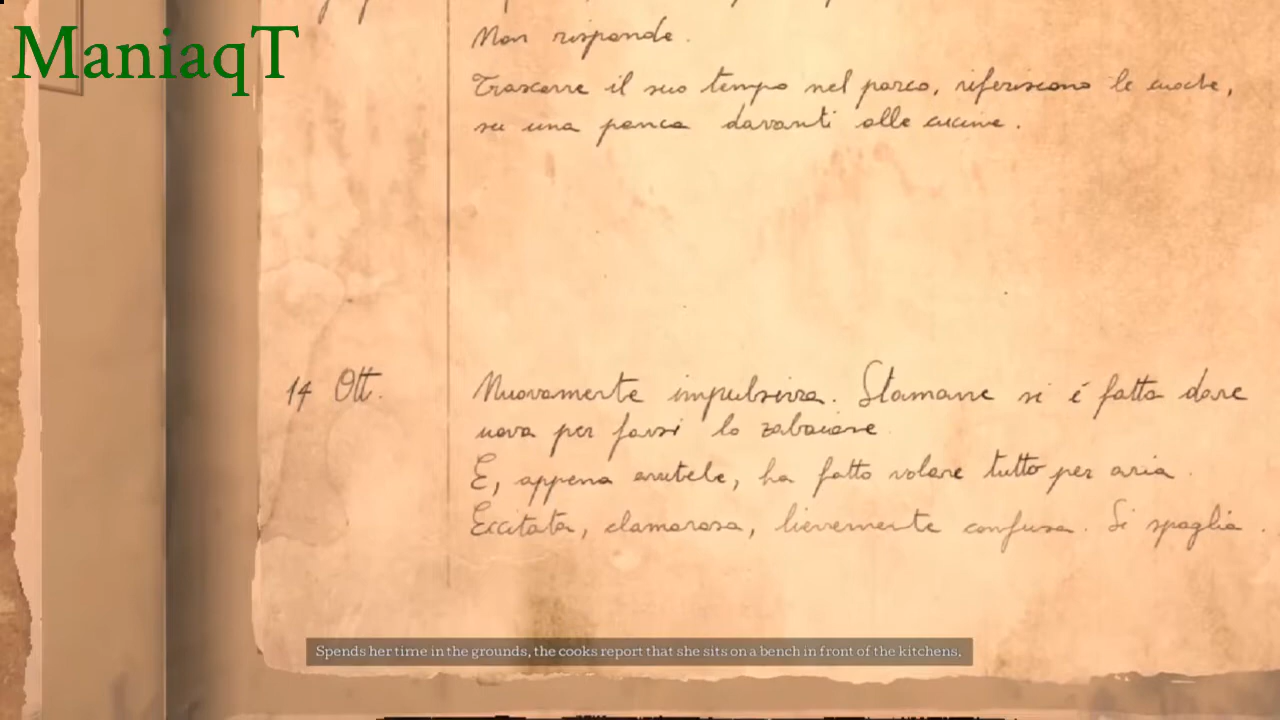 ManiaqT
Non risponde.
Trascorre il suo tempo nel parco, riferiscono le cuoche,
su una panca davanti alle cucine.
14 Ott.
Nuovamente impulsiva. Stamane si é fatta dare
uova per farsi lo zabaione
E, appena avutele, ha fatto volare tutto per aria.
Eccitata, clamorosa, lievemente confusa. Si spoglia.
Spends her time in the grounds, the cooks report that she sits on a bench in front of the kitchens.